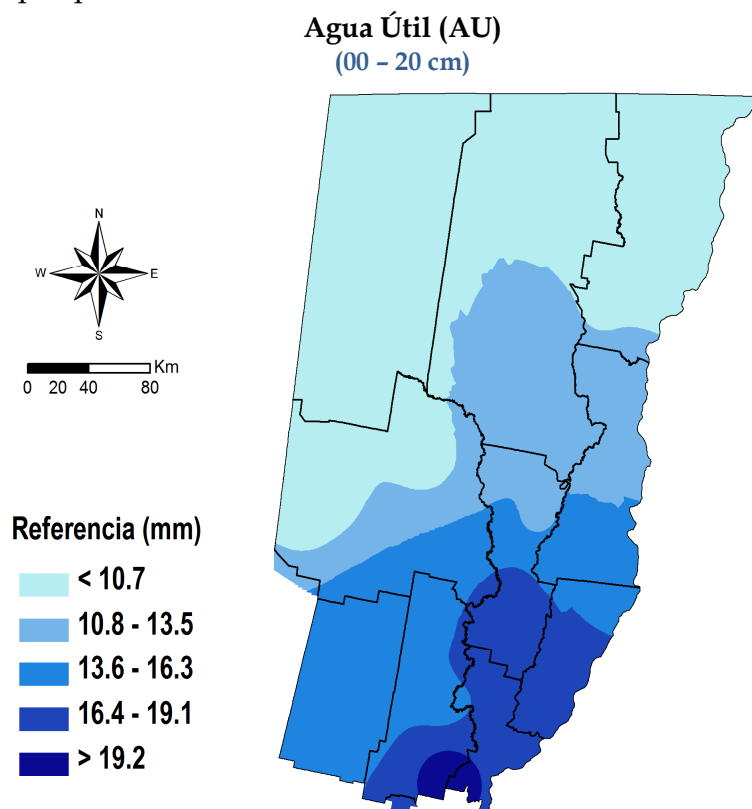 Agua Útil (AU)
(00 – 20 cm)
N
W E
S
Km
0 20 40 80
Referencia (mm)
< 10.7
10.8 - 13.5
13.6 - 16.3
16.4 - 19.1
> 19.2